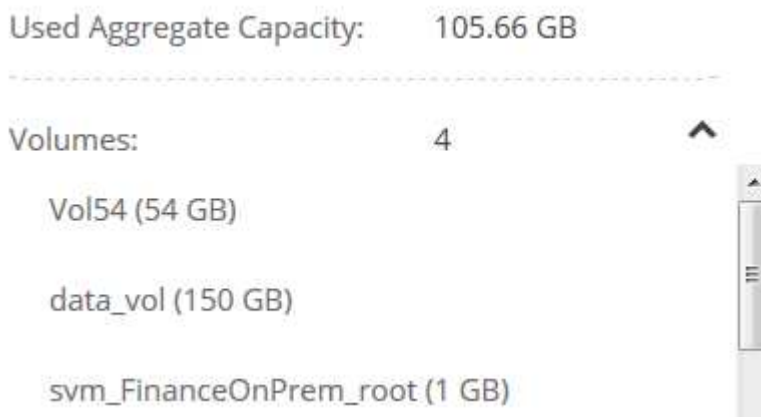 Used Aggregate Capacity: 105.66 GB
Volumes: 4
Vol54 (54 GB)
data_vol (150 GB)
svm_FinanceOnPrem_root (1 GB)